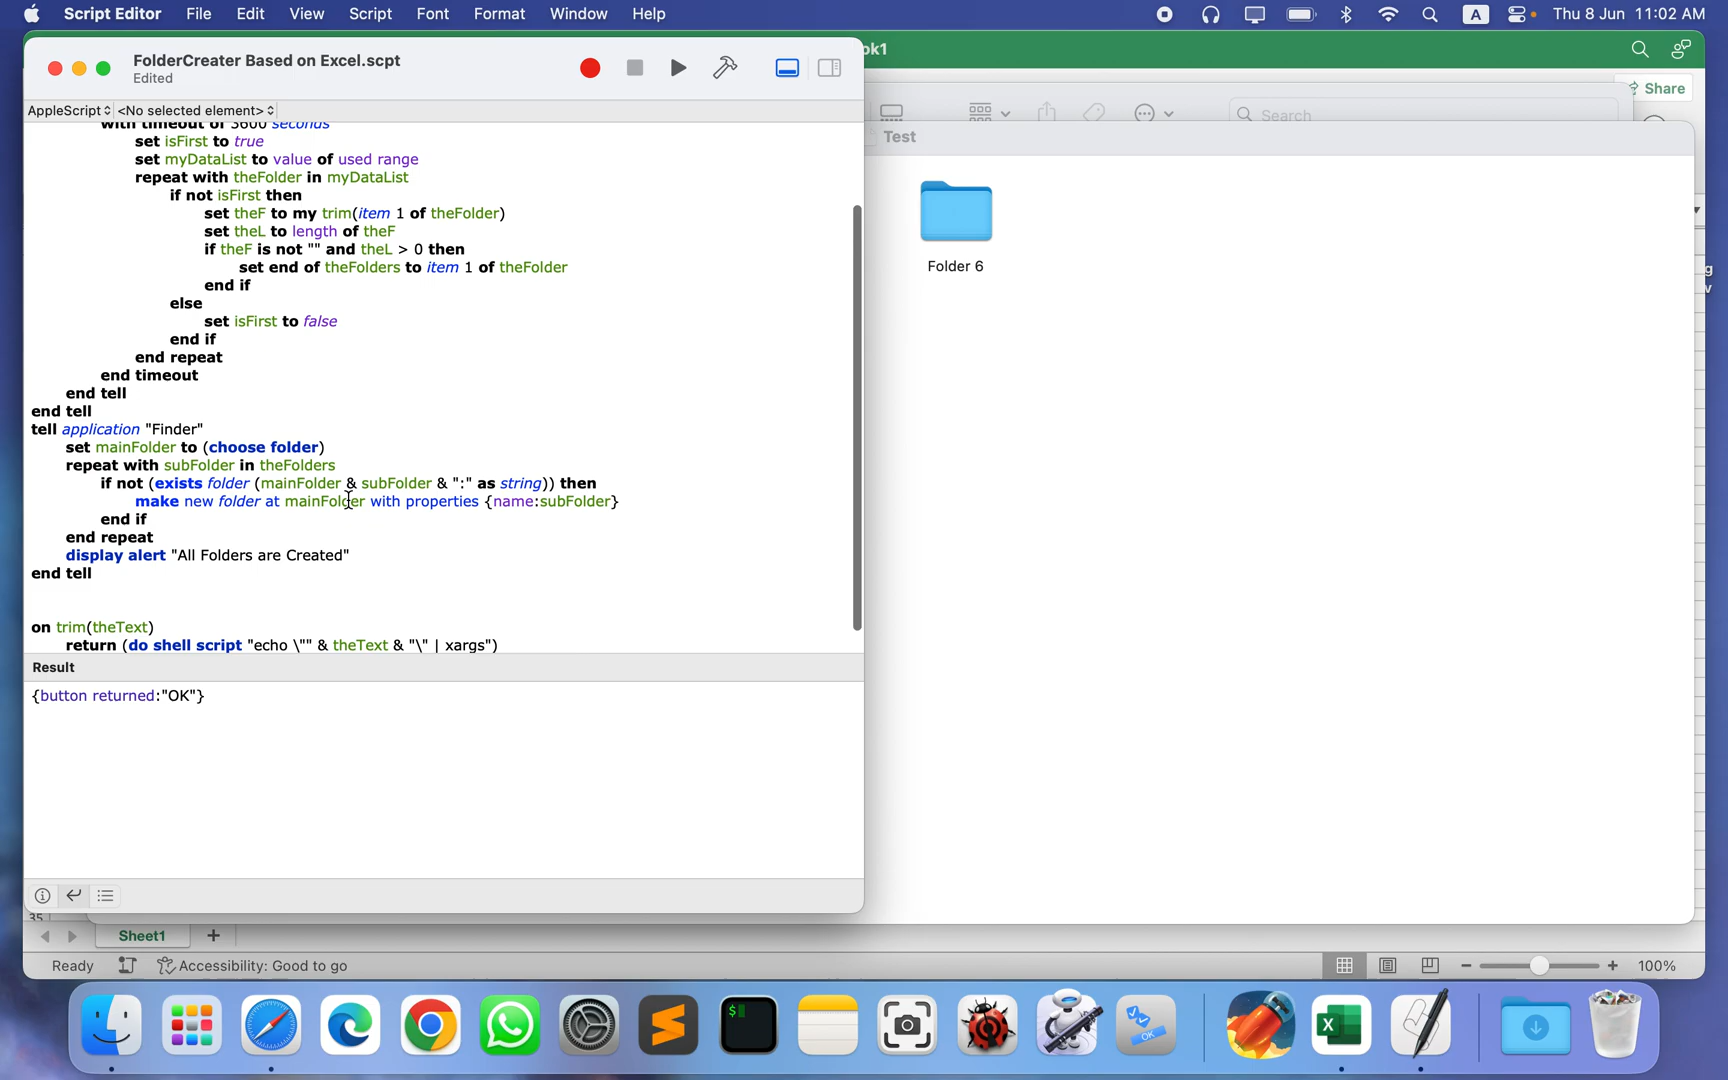 Script Editor File Edit View Script Font Format Window Help A Thu 8 Jun 11:02 AM
FolderCreater Based on Excel.scpt
Edited
ok1
Share
AppleScript <No selected element>
Search
Test
with timeout of 3600 seconds
set isFirst to true
set myDataList to value of used range
repeat with theFolder in myDataList
if not isFirst then
set theF to my trim(item 1 of theFolder)
set theL to length of theF
if theF is not "" and theL > 0 then
set end of theFolders to item 1 of theFolder
end if
else
set isFirst to false
end if
end repeat
end timeout
end tell
end tell
tell application "Finder"
set mainFolder to (choose folder)
repeat with subFolder in theFolders
if not (exists folder (mainFolder & subFolder & ":" as string)) then
make new folder at mainFolder with properties {name:subFolder}
end if
end repeat
display alert "All Folders are Created"
end tell
on trim(theText)
return (do shell script "echo \"" & theText & "\" | xargs")
Folder 6
Result
{button returned:"OK"}
35
Sheet1
Ready Accessibility: Good to go 100%
OK